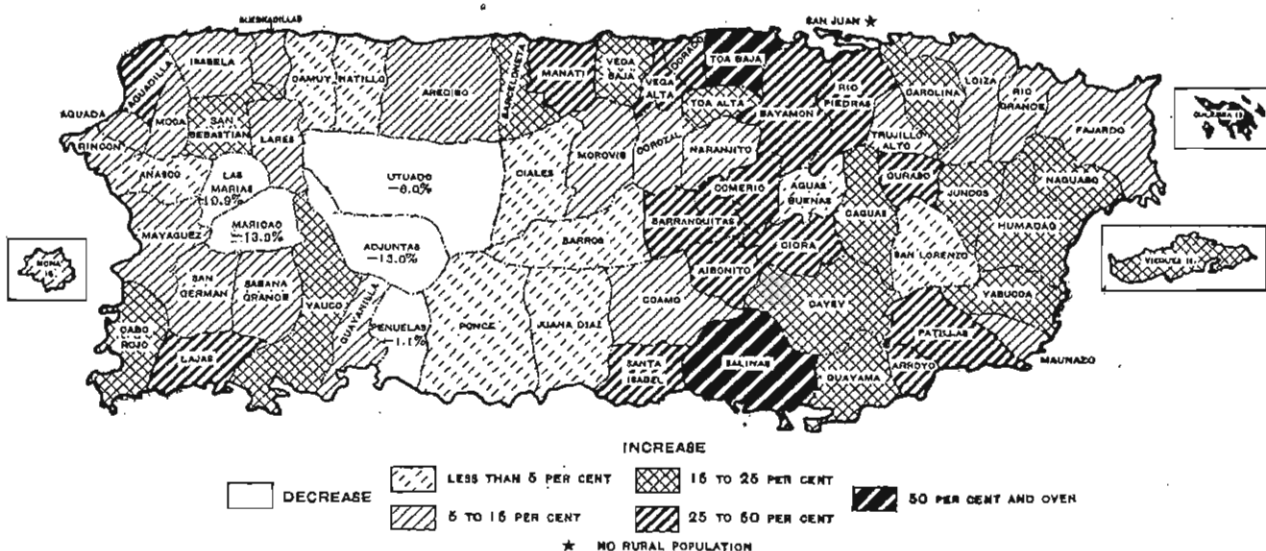 SAN JUAN ★
ISABELA
CAMUY
HATILLO
ARECIBO
BARCELONETA
MANATI
VEGA BAJA
VEGA ALTA
DORADO
TOA BAJA
TOA ALTA
BAYAMON
RIO PIEDRAS
CAROLINA
LOIZA
RIO GRANDE
FAJARDO
AGUADILLA
AGUADA
MOCA
SAN SEBASTIAN
LARES
RINCON
AÑASCO
LAS MARIAS
-10.9%
UTUADO
-6.0%
CIALES
MOROVIS
COROZAL
NARANJITO
TRUJILLO ALTO
GURABO
NAGUABO
MAYAGUEZ
MARICAO
-13.0%
ADJUNTAS
-13.0%
BARROS
BARRANQUITAS
COMERIO
AGUAS BUENAS
CAGUAS
JUNCOS
HUMACAO
CIDRA
SAN LORENZO
AIBONITO
MONA
SAN GERMAN
SABANA GRANDE
YAUCO
GUAYANILLA
PENUELAS
-1.1%
PONCE
JUANA DIAZ
COAMO
CAYEY
YABUCOA
CABO ROJO
LAJAS
SANTA ISABEL
SALINAS
GUAYAMA
PATILLAS
ARROYO
MAUNABO
INCREASE
DECREASE
LESS THAN 5 PER CENT
5 TO 15 PER CENT
15 TO 25 PER CENT
25 TO 50 PER CENT
50 PER CENT AND OVER
★ NO RURAL POPULATION